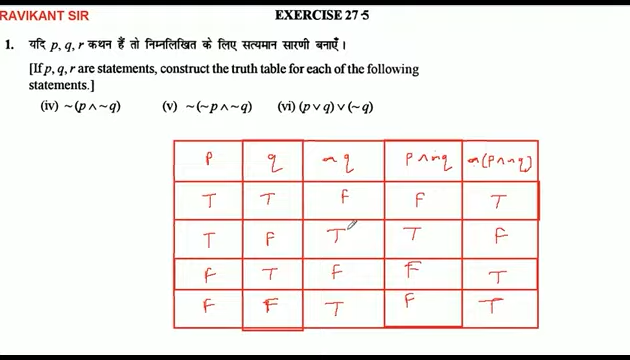 RAVIKANT SIR
EXERCISE 27·5
1. यदि p, q, r कथन हैं तो निम्नलिखित के लिए सत्यमान सारणी बनाएँ।
[If p, q, r are statements, construct the truth table for each of the following
statements.]
(iv) ~(p ∧ ~q) (v) ~(~p ∧ ~q) (vi) (p ∨ q) ∨ (~q)
p q ~q p∧~q ~(p∧~q)
T T F F T
T F T T F
F T F F T
F F T F T